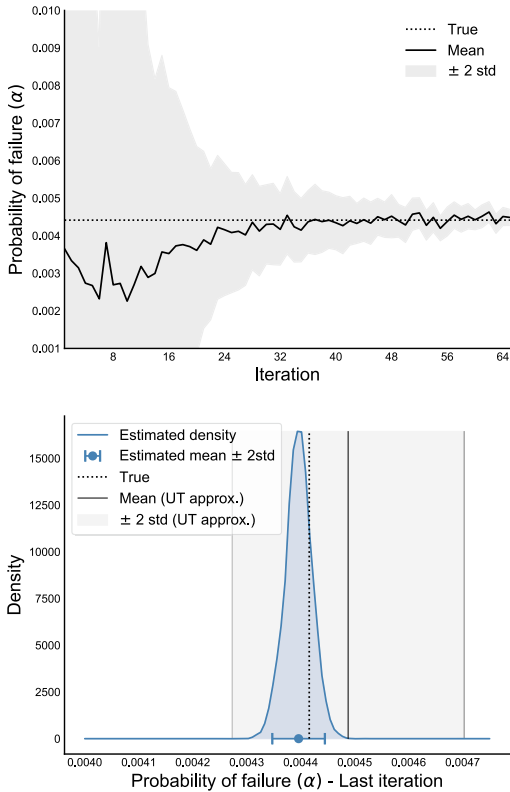 0.010
0.009
0.008
0.007
0.006
0.005
0.004
0.003
0.002
0.001
Probability of failure (α)
True
Mean
± 2 std
8 16 24 32 40 48 56 64
Iteration
Estimated density
Estimated mean ± 2std
True
Mean (UT approx.)
± 2 std (UT approx.)
15000
12500
10000
7500
5000
2500
0
Density
0.0040 0.0041 0.0042 0.0043 0.0044 0.0045 0.0046 0.0047
Probability of failure (α) - Last iteration